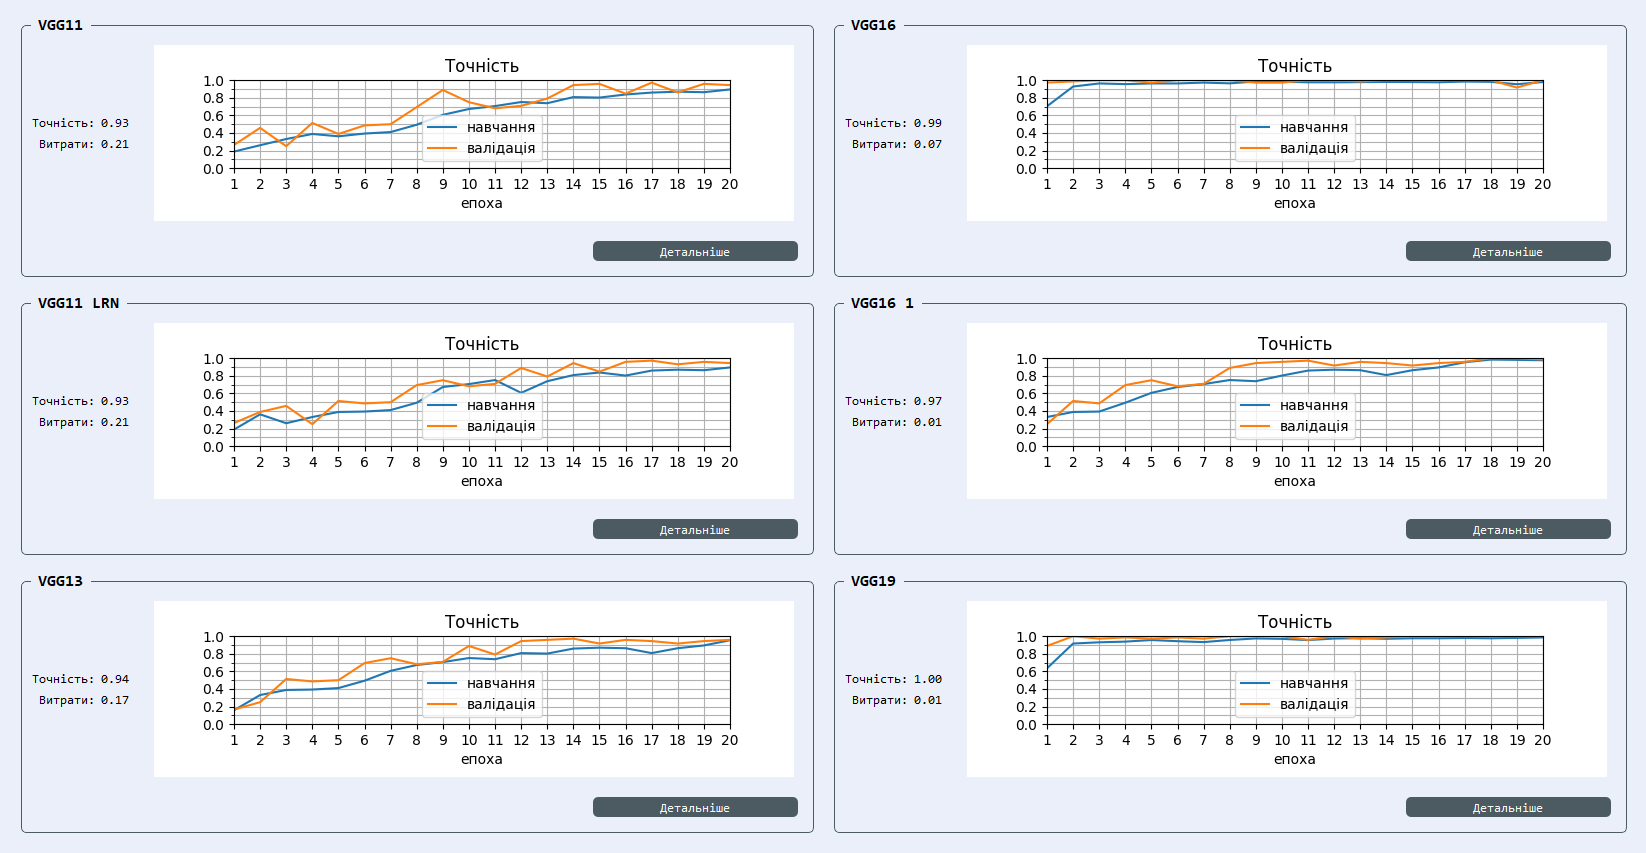 VGG11
Точність
Точність: 0.93
Витрати: 0.21
1.0
0.8
0.6
0.4
0.2
0.0
навчання
валідація
1 2 3 4 5 6 7 8 9 10 11 12 13 14 15 16 17 18 19 20
епоха
Детальніше
VGG16
Точність
Точність: 0.99
Витрати: 0.07
1.0
0.8
0.6
0.4
0.2
0.0
навчання
валідація
1 2 3 4 5 6 7 8 9 10 11 12 13 14 15 16 17 18 19 20
епоха
Детальніше
VGG11 LRN
Точність
Точність: 0.93
Витрати: 0.21
1.0
0.8
0.6
0.4
0.2
0.0
навчання
валідація
1 2 3 4 5 6 7 8 9 10 11 12 13 14 15 16 17 18 19 20
епоха
Детальніше
VGG16 1
Точність
Точність: 0.97
Витрати: 0.01
1.0
0.8
0.6
0.4
0.2
0.0
навчання
валідація
1 2 3 4 5 6 7 8 9 10 11 12 13 14 15 16 17 18 19 20
епоха
Детальніше
VGG13
Точність
Точність: 0.94
Витрати: 0.17
1.0
0.8
0.6
0.4
0.2
0.0
навчання
валідація
1 2 3 4 5 6 7 8 9 10 11 12 13 14 15 16 17 18 19 20
епоха
Детальніше
VGG19
Точність
Точність: 1.00
Витрати: 0.01
1.0
0.8
0.6
0.4
0.2
0.0
навчання
валідація
1 2 3 4 5 6 7 8 9 10 11 12 13 14 15 16 17 18 19 20
епоха
Детальніше